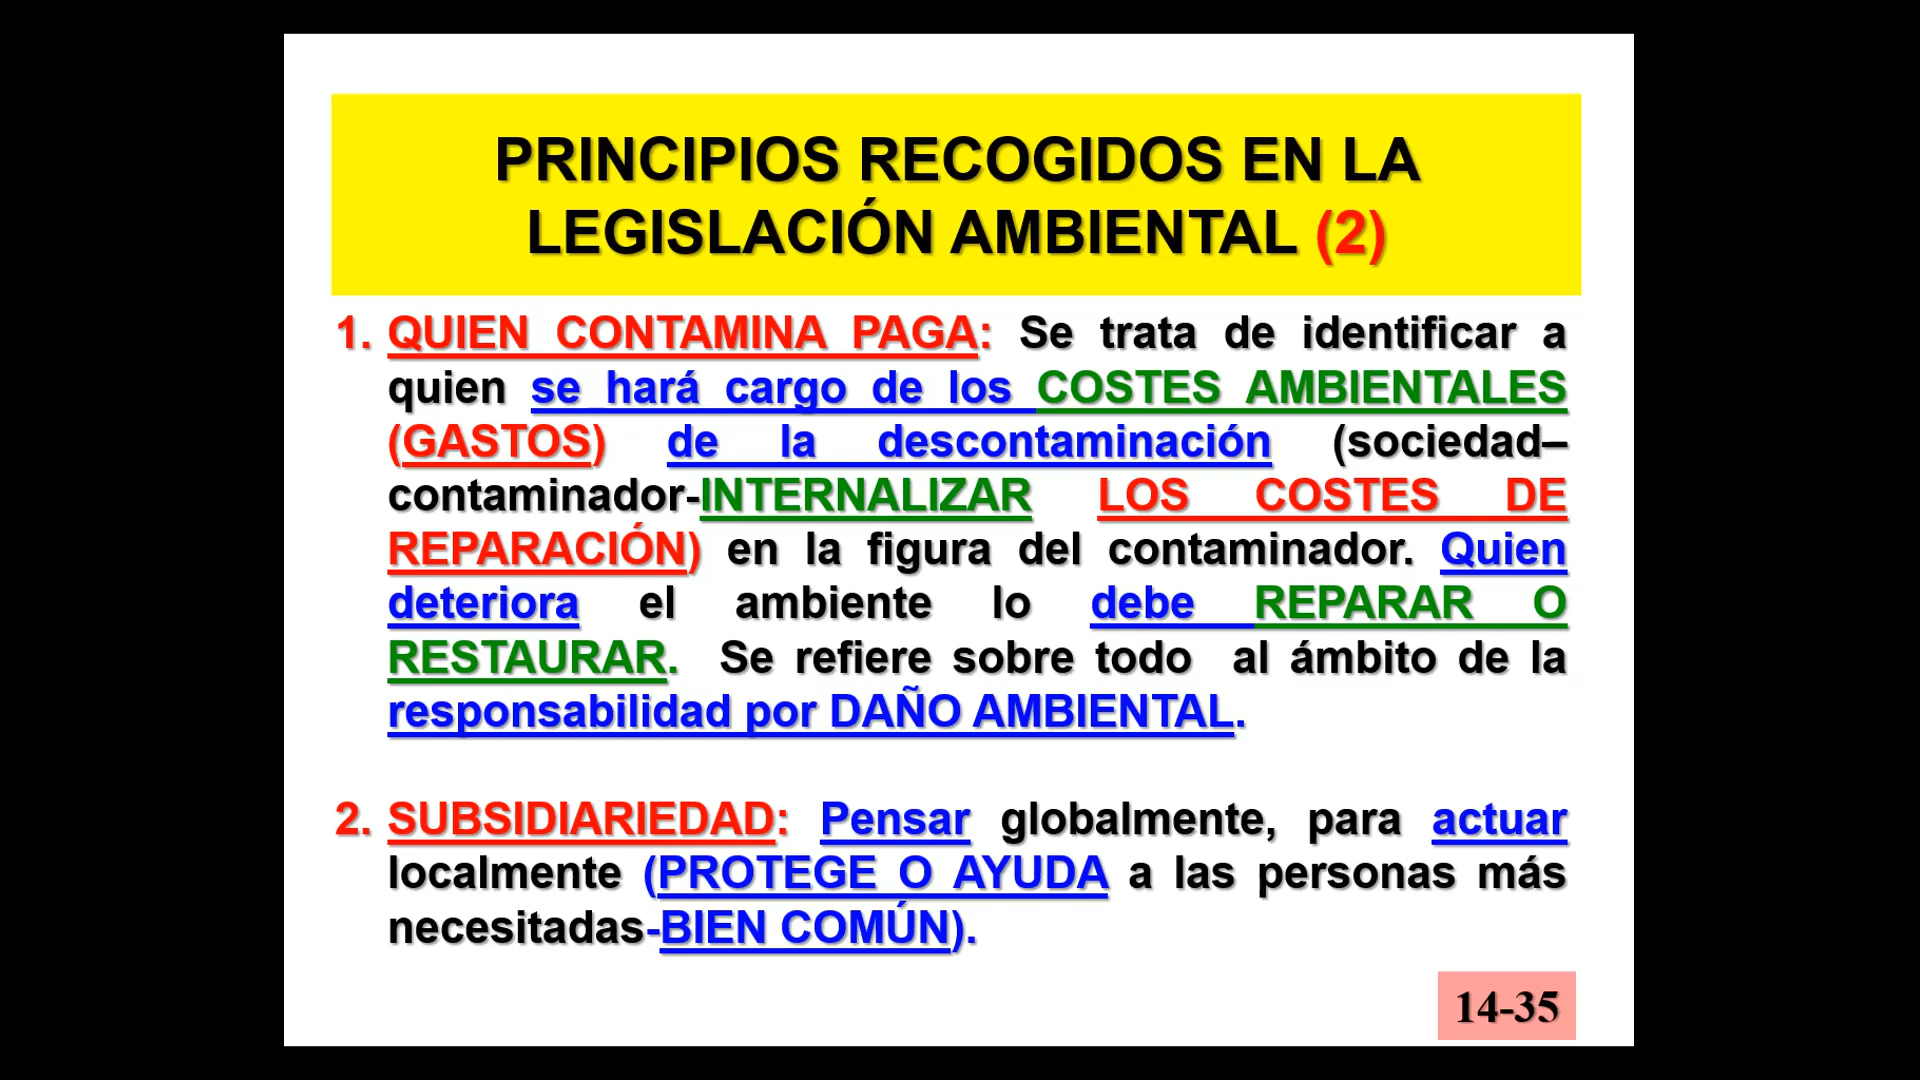 PRINCIPIOS RECOGIDOS EN LA
LEGISLACIÓN AMBIENTAL (2)
1. QUIEN CONTAMINA PAGA: Se trata de identificar a
quien se hará cargo de los COSTES AMBIENTALES
(GASTOS) de la descontaminación (sociedad–
contaminador-INTERNALIZAR LOS COSTES DE
REPARACIÓN) en la figura del contaminador. Quien
deteriora el ambiente lo debe REPARAR O
RESTAURAR. Se refiere sobre todo al ámbito de la
responsabilidad por DAÑO AMBIENTAL.
2. SUBSIDIARIEDAD: Pensar globalmente, para actuar
localmente (PROTEGE O AYUDA a las personas más
necesitadas-BIEN COMÚN).
14-35